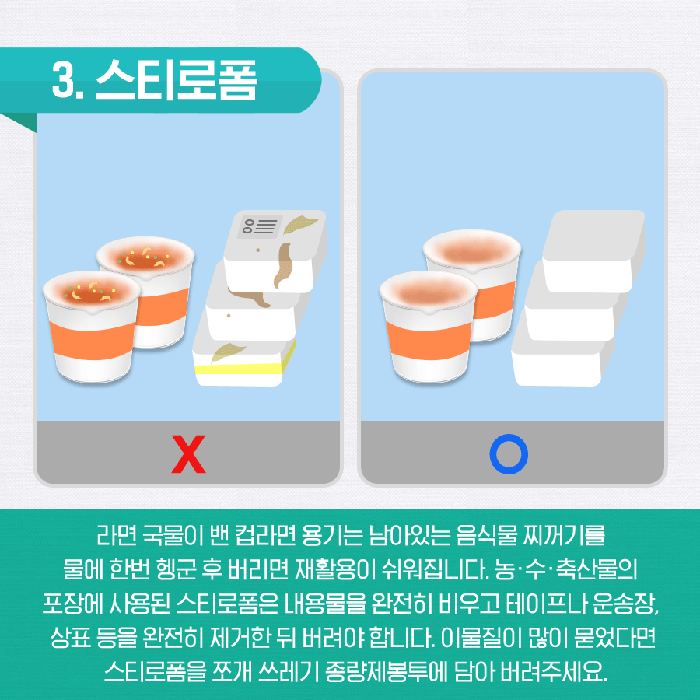 3. 스티로폼
X
O
라면 국물이 밴 컵라면 용기는 남아있는 음식물 찌꺼기를
물에 한번 헹군 후 버리면 재활용이 쉬워집니다. 농·수·축산물의
포장에 사용된 스티로폼은 내용물을 완전히 비우고 테이프나 운송장,
상표 등을 완전히 제거한 뒤 버려야 합니다. 이물질이 많이 묻었다면
스티로폼을 쪼개 쓰레기 종량제봉투에 담아 버려주세요.